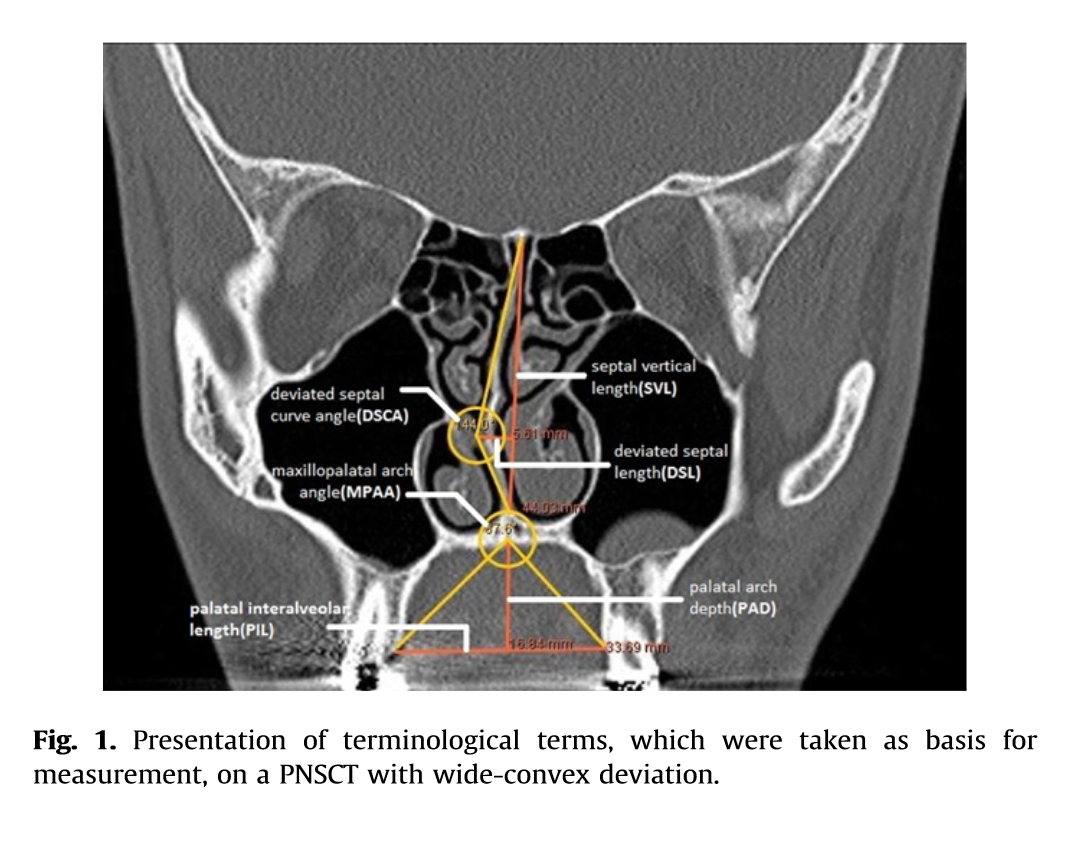 septal vertical
length(SVL)
deviated septal
curve angle(DSCA)
144.0°
5.61 mm
deviated septal
length(DSL)
maxillopalatal arch
angle(MPAA)
44.03 mm
palatal arch
depth(PAD)
palatal interalveolar
length(PIL)
16.84 mm
33.69 mm
Fig. 1. Presentation of terminological terms, which were taken as basis for
measurement, on a PNSCT with wide-convex deviation.